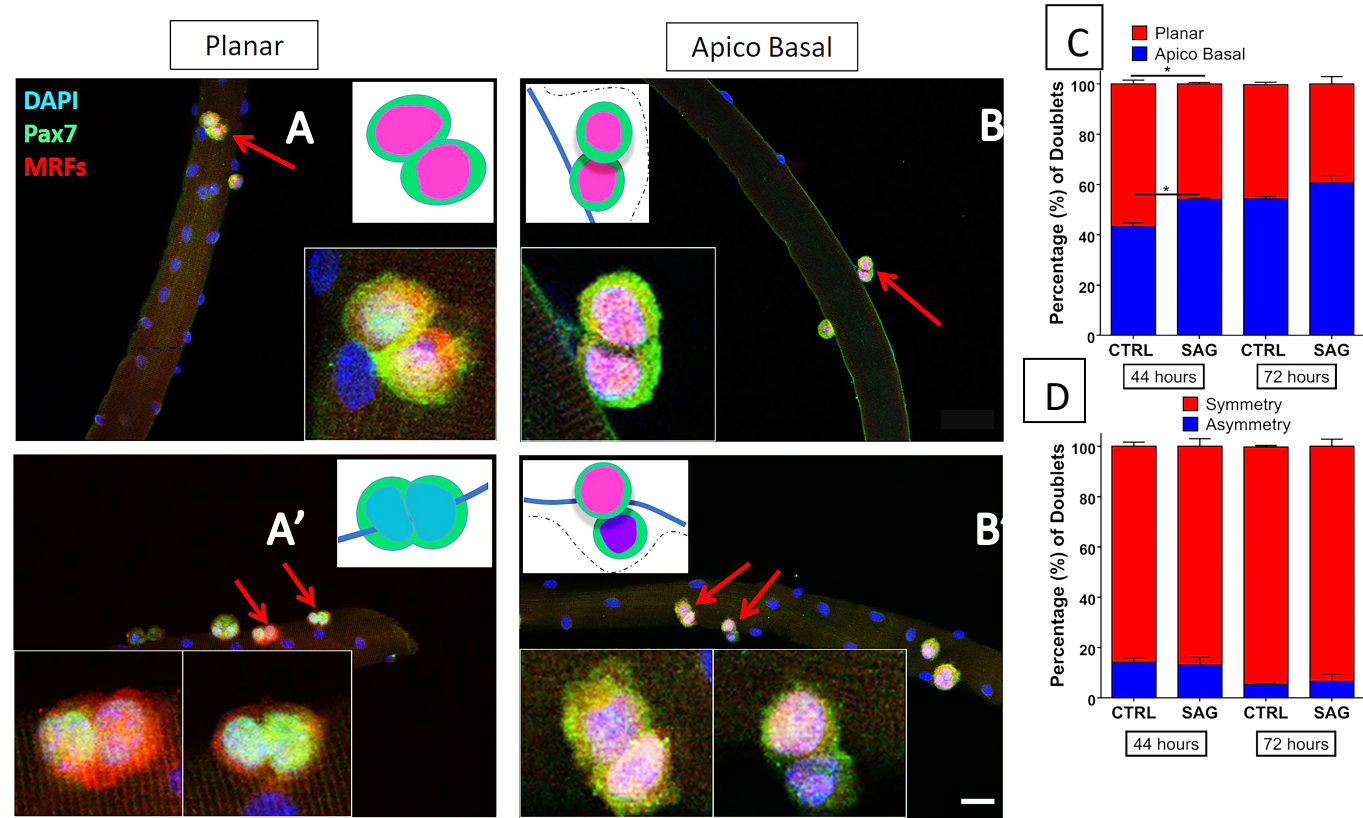 Planar
Apico Basal
DAPI
Pax7
MRFs
A
B
A’
B’
C
Planar
Apico Basal
Percentage (%) of Doublets
100
80
60
40
20
0
*
*
CTRL SAG CTRL SAG
44 hours 72 hours
D
Symmetry
Asymmetry
Percentage (%) of Doublets
100
80
60
40
20
0
CTRL SAG CTRL SAG
44 hours 72 hours